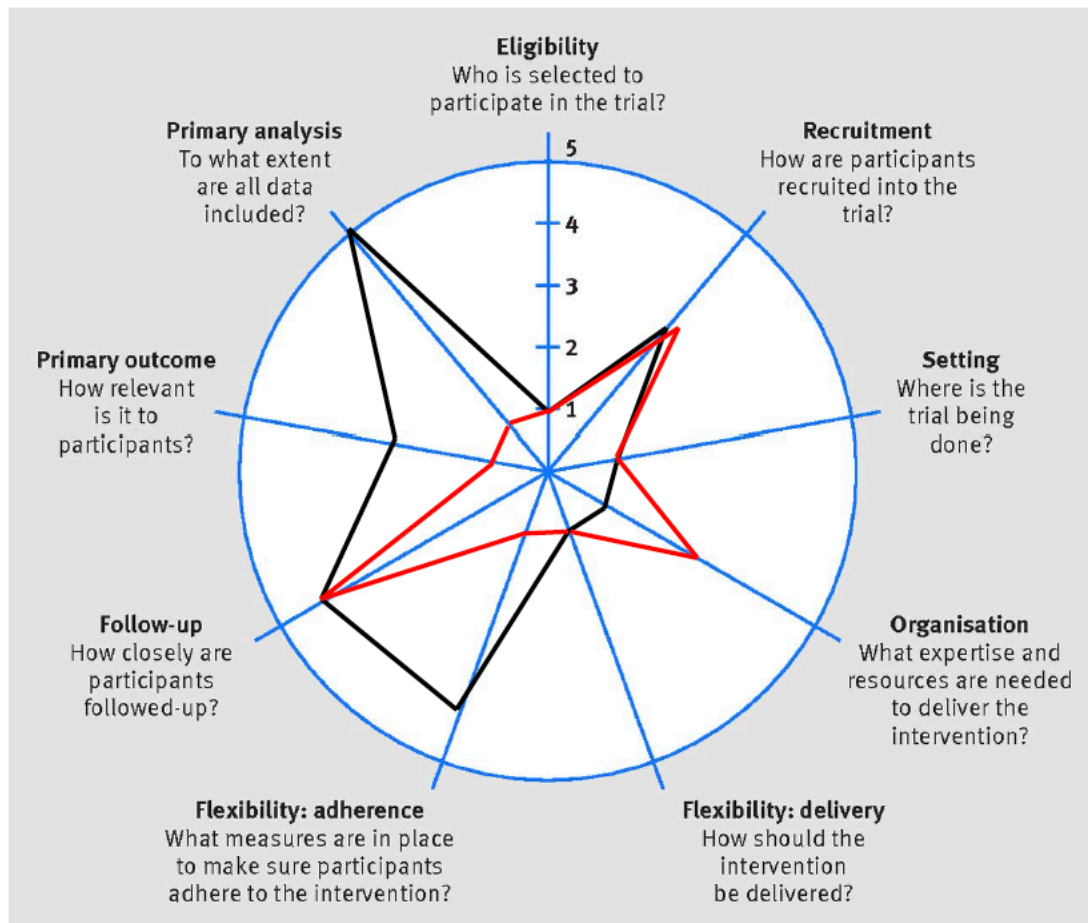 Eligibility
Who is selected to
participate in the trial?
Recruitment
How are participants
recruited into the
trial?
Setting
Where is the
trial being
done?
Organisation
What expertise and
resources are needed
to deliver the
intervention?
Flexibility: delivery
How should the
intervention
be delivered?
Flexibility: adherence
What measures are in place
to make sure participants
adhere to the intervention?
Follow-up
How closely are
participants
followed-up?
Primary outcome
How relevant
is it to
participants?
Primary analysis
To what extent
are all data
included?
5
4
3
2
1